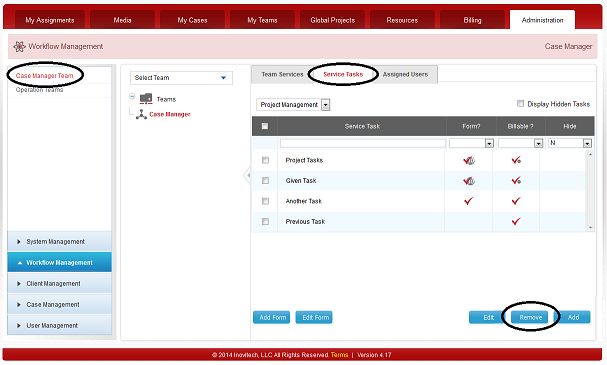 My Assignments Media My Cases My Teams Global Projects Resources Billing Administration
Workflow Management Case Manager
Case Manager Team
Operation Teams
System Management
Workflow Management
Client Management
Case Management
User Management
Select Team
Teams
Case Manager
Team Services Service Tasks Assigned Users
Project Management Display Hidden Tasks
Service Task Form? Billable ? Hide
N
Project Tasks
Given Task
Another Task
Previous Task
Add Form Edit Form Edit Remove Add
© 2014 Inovitech, LLC All Rights Reserved. Terms | Version 4.17